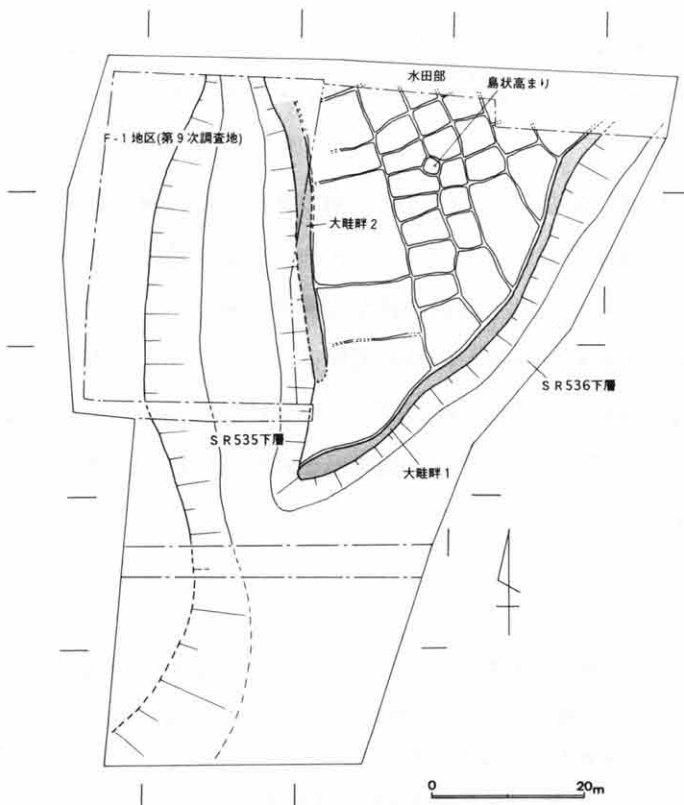 水田部
島状高まり
F-1地区(第9次調査地)
大畦畔2
SR536下層
SR535下層
大畦畔1
0 20m